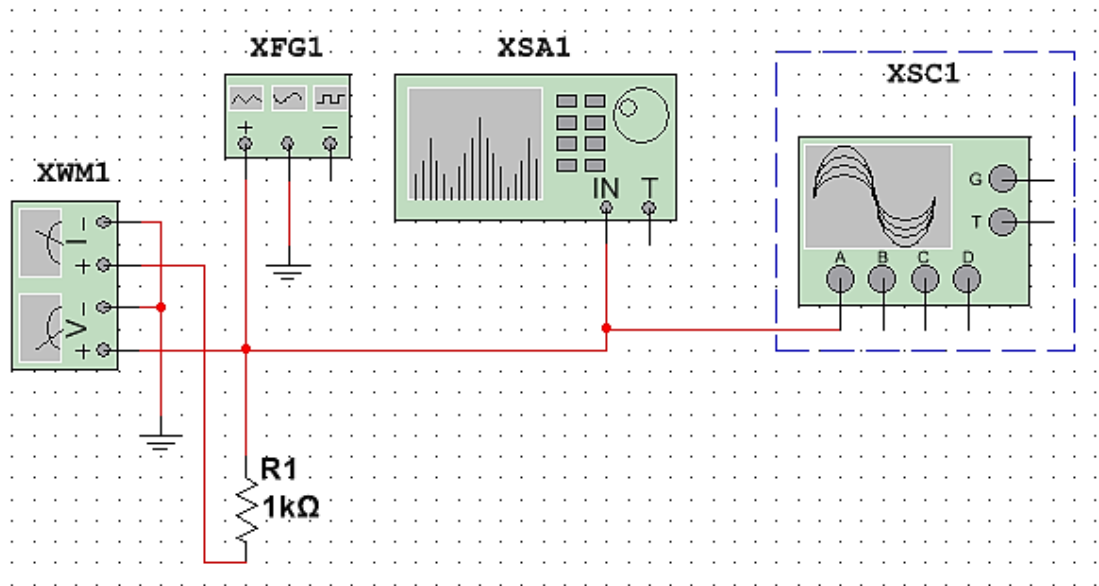 XFG1
XSA1
XSC1
XWM1
+
−
IN T
G
T
A B C D
I
−
+
V
−
+
R1
1kΩ